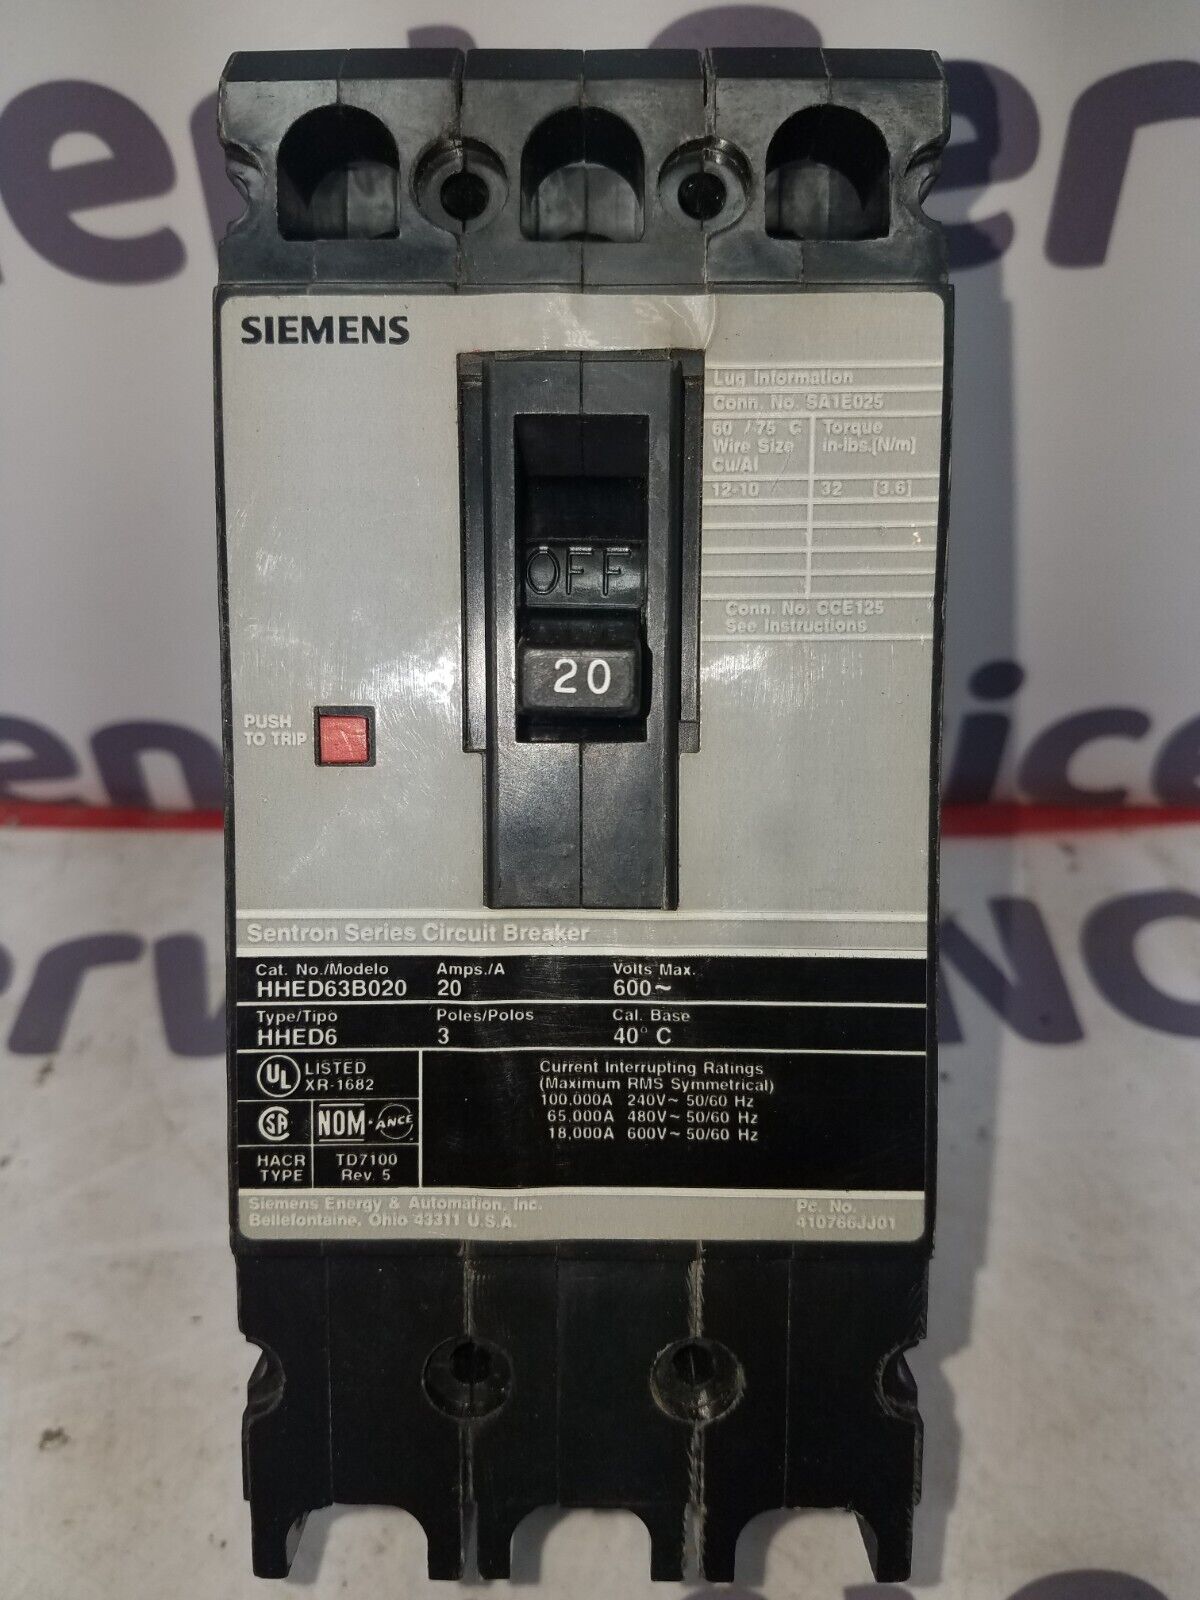 SIEMENS
Lug Information
Conn. No. SA1E025
60 / 75 C Torque
Wire Size in-lbs.[N/m]
Cu/Al
12-10 32 [3.6]
OFF
Conn. No. CCE125
See Instructions
20
PUSH
TO TRIP
Sentron Series Circuit Breaker
Cat. No./Modelo Amps./A Volts Max.
HHED63B020 20 600~
Type/Tipo Poles/Polos Cal. Base
HHED6 3 40° C
UL LISTED
XR-1682
SA NOM·ANCE
HACR TD7100
TYPE Rev. 5
Current Interrupting Ratings
(Maximum RMS Symmetrical)
100,000A 240V~ 50/60 Hz
65,000A 480V~ 50/60 Hz
18,000A 600V~ 50/60 Hz
Siemens Energy & Automation, Inc. Pc. No.
Bellefontaine, Ohio 43311 U.S.A. 410766JJ01